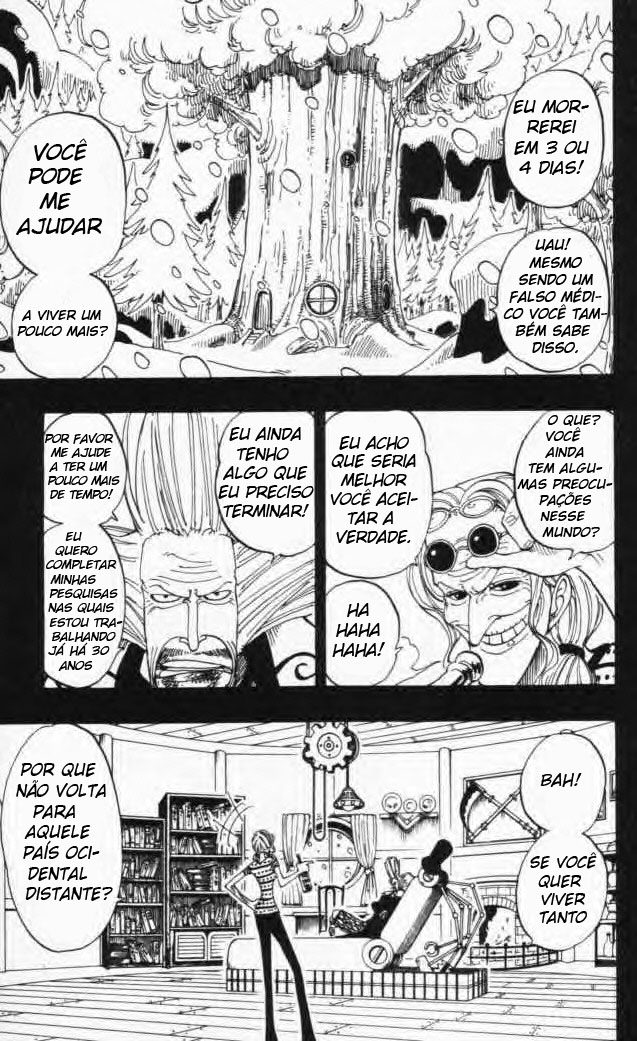 EU MOR-
REREI
EM 3 OU
4 DIAS!
UAU!
MESMO
SENDO UM
FALSO MÉDI-
CO VOCÊ TAM-
BÉM SABE
DISSO.
VOCÊ
PODE
ME
AJUDAR
A VIVER UM
POUCO MAIS?
O QUE?
VOCÊ
AINDA
TEM ALGU-
MAS PREOCU-
PAÇÕES
NESSE
MUNDO?
EU ACHO
QUE SERIA
MELHOR
VOCÊ ACEI-
TAR A
VERDADE.
HA
HAHA
HAHA!
EU AINDA
TENHO
ALGO QUE
EU PRECISO
TERMINAR!
POR FAVOR
ME AJUDE
A TER UM
POUCO MAIS
DE TEMPO!
EU
QUERO
COMPLETAR
MINHAS
PESQUISAS
NAS QUAIS
ESTOU TRA-
BALHANDO
JÁ HÁ 30
ANOS
BAH!
SE VOCÊ
QUER
VIVER
TANTO
POR QUE
NÃO VOLTA
PARA
AQUELE
PAÍS OCI-
DENTAL
DISTANTE?